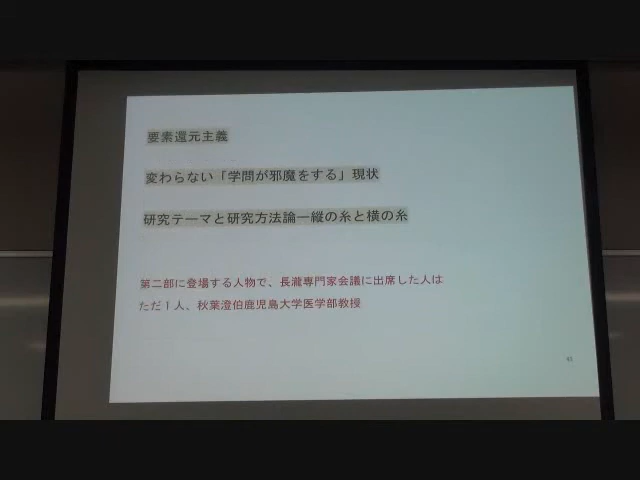 要素還元主義
変わらない「学問が邪魔をする」現状
研究テーマと研究方法論―縦の糸と横の糸
第二部に登場する人物で、長瀧専門家会議に出席した人は
ただ１人、秋葉澄伯鹿児島大学医学部教授